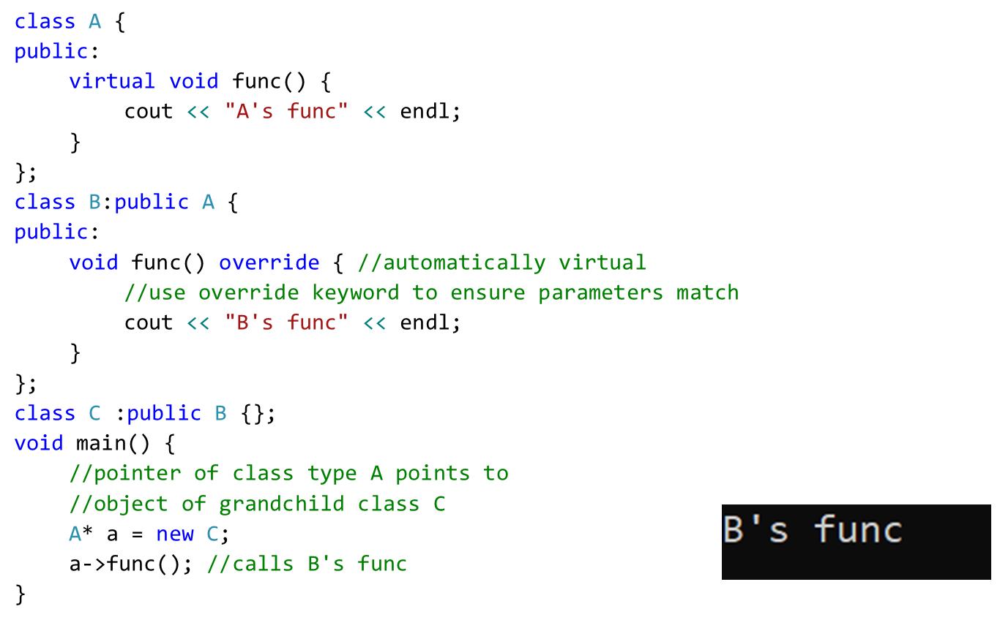 class A {
public:
    virtual void func() {
        cout << "A's func" << endl;
    }
};
class B:public A {
public:
    void func() override { //automatically virtual
        //use override keyword to ensure parameters match
        cout << "B's func" << endl;
    }
};
class C :public B {};
void main() {
    //pointer of class type A points to
    //object of grandchild class C
    A* a = new C;
    a->func(); //calls B's func
}
B's func